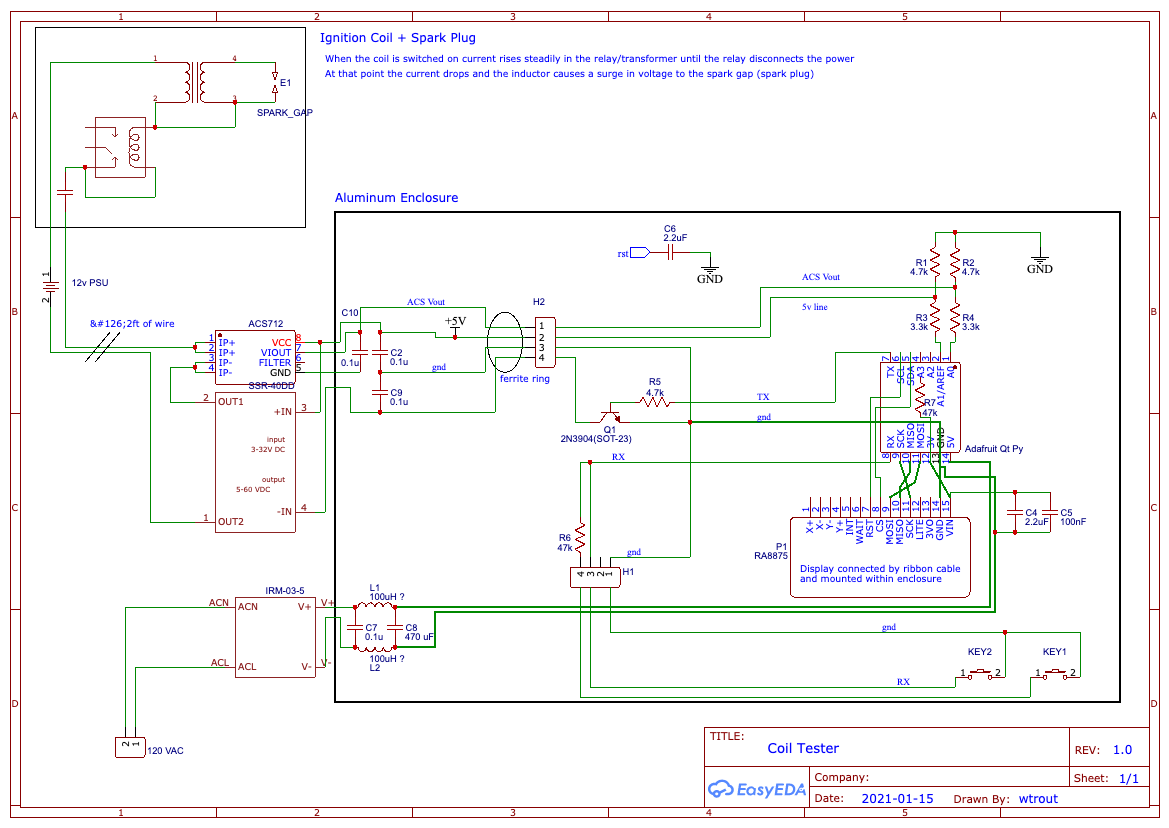 1 2 3 4 5
Ignition Coil + Spark Plug
When the coil is switched on current rises steadily in the relay/transformer until the relay disconnects the power
At that point the current drops and the inductor causes a surge in voltage to the spark gap (spark plug)
1 4
E1
2 3
SPARK_GAP
A A
Aluminum Enclosure
C6
2.2uF
rst
GND
R1
4.7k
R2
4.7k
GND
1
2
12v PSU
ACS Vout
5v line
B B
&#126;2ft of wire
ACS712
1 IP+
2 IP+
3 IP-
4 IP-
VCC 8
VIOUT 7
FILTER 6
GND 5
C10
0.1u
ACS Vout
+5V
C2
0.1u
gnd
C9
0.1u
H2
1
2
3
4
ferrite ring
R3
3.3k
R4
3.3k
SSR-40DD
2 OUT1
+IN 3
input
3-32V DC
output
5-60 VDC
-IN 4
1 OUT2
R5
4.7k
TX
Q1
2N3904(SOT-23)
gnd
RX
7 6 5 4 3 2 1
TX SCL SDA A3 A2 A1/AREF A0
R7
47k
RX SCK MISO MOSI 3V GND 5V
8 9 10 11 12 13 14
Adafruit Qt Py
C C
R6
47k
gnd
4 3 2 1
H1
P1
RA8875
1 2 3 4 5 6 7 8 9 10 11 12 13 14 15
X+ X- Y- Y+ INT WAIT RST CS MOSI MISO SCK LITE 3VO GND VIN
Display connected by ribbon cable
and mounted within enclosure
C4
2.2uF
C5
100nF
IRM-03-5
ACN ACN
V+ V+
ACL ACL
V- V-
L1
100uH ?
C7
0.1u
C8
470 uF
100uH ?
L2
gnd
KEY2
1 2
KEY1
1 2
RX
D D
2 1
120 VAC
TITLE:
Coil Tester
REV: 1.0
EasyEDA
Company:
Sheet: 1/1
Date: 2021-01-15 Drawn By: wtrout
1 2 3 4 5